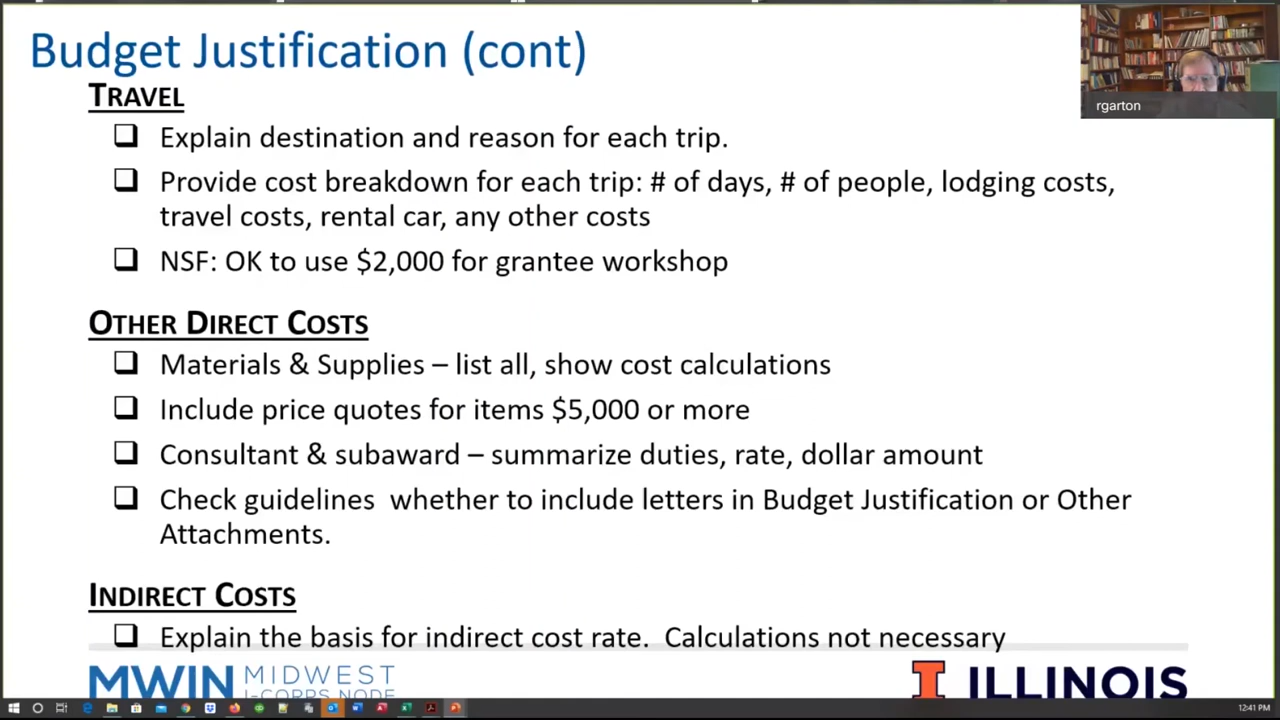 Budget Justification (cont)
rgarton
TRAVEL
❑ Explain destination and reason for each trip.
❑ Provide cost breakdown for each trip: # of days, # of people, lodging costs,
travel costs, rental car, any other costs
❑ NSF: OK to use $2,000 for grantee workshop
OTHER DIRECT COSTS
❑ Materials & Supplies – list all, show cost calculations
❑ Include price quotes for items $5,000 or more
❑ Consultant & subaward – summarize duties, rate, dollar amount
❑ Check guidelines  whether to include letters in Budget Justification or Other
Attachments.
INDIRECT COSTS
❑ Explain the basis for indirect cost rate.  Calculations not necessary
MWIN MIDWEST
I-CORPS NODE
I ILLINOIS
12:41 PM